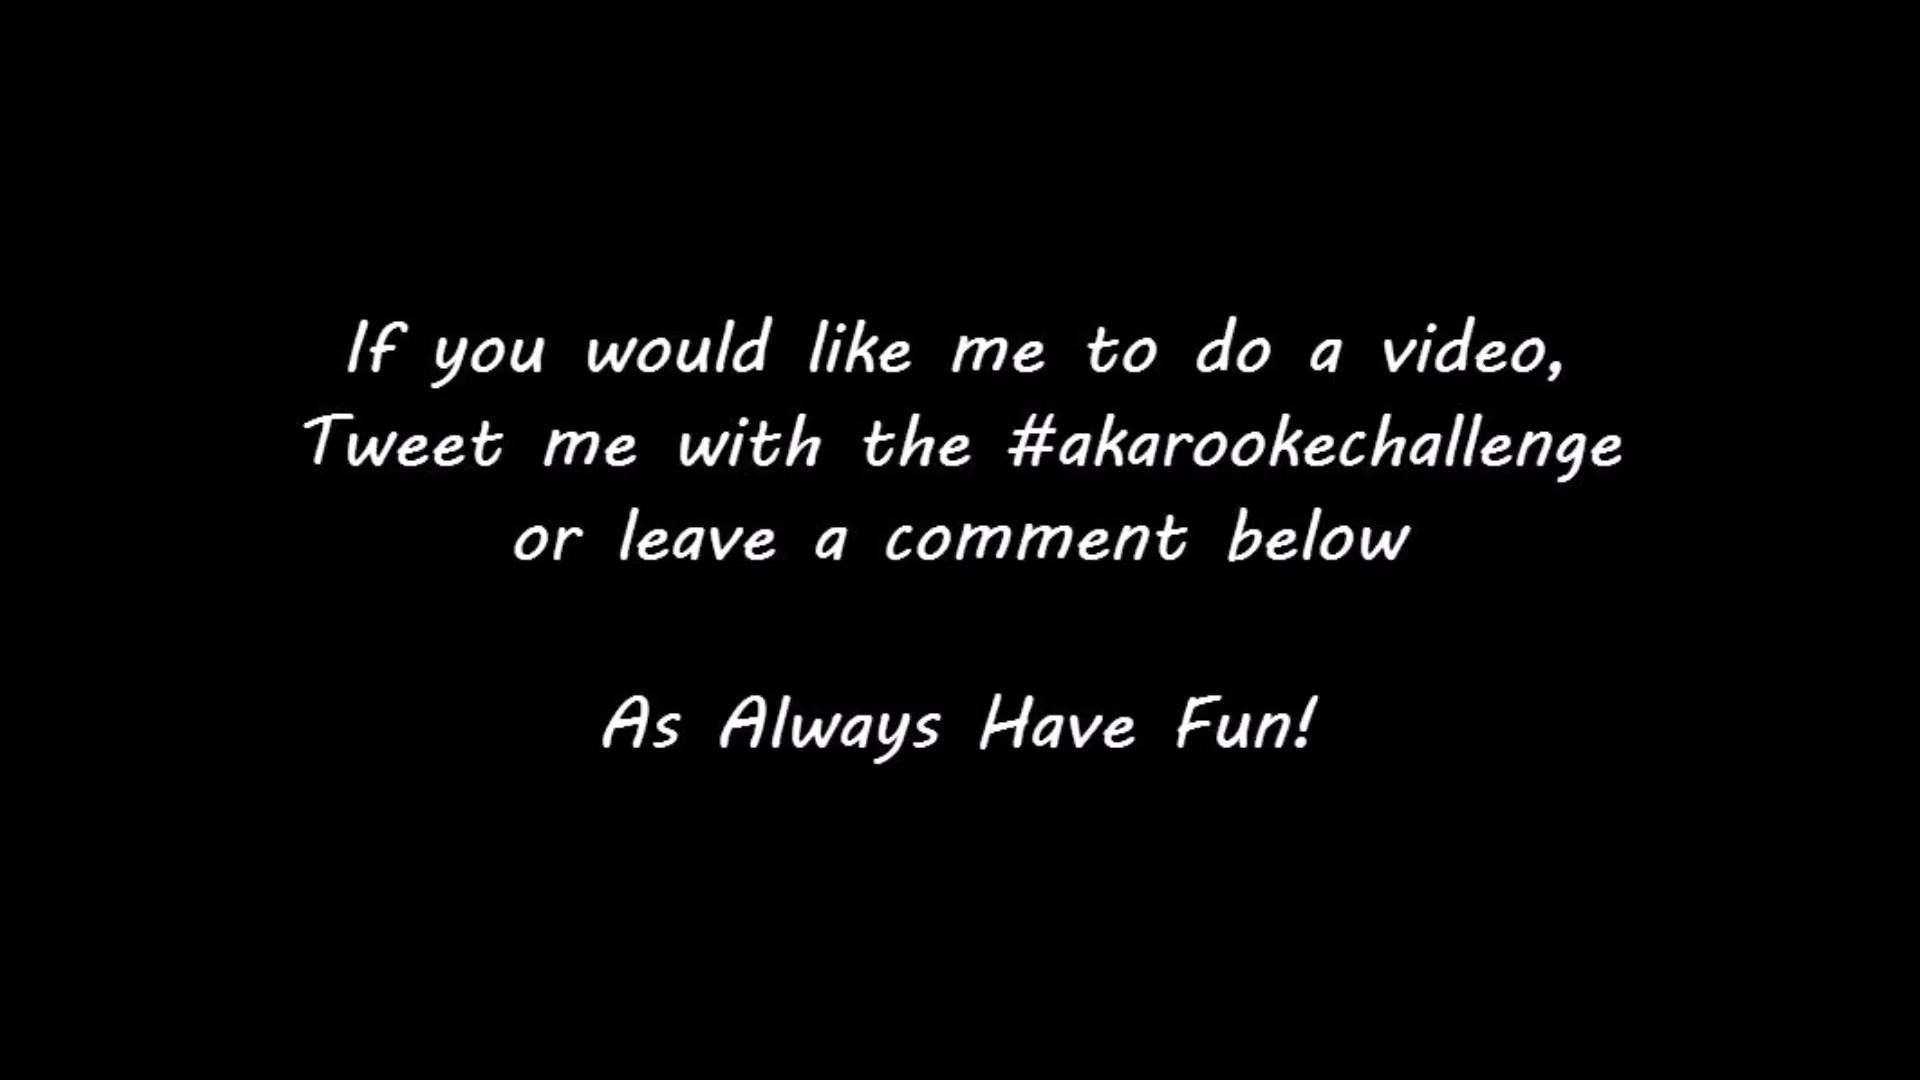 If you would like me to do a video,
Tweet me with the #akarookechallenge
or leave a comment below
As Always Have Fun!